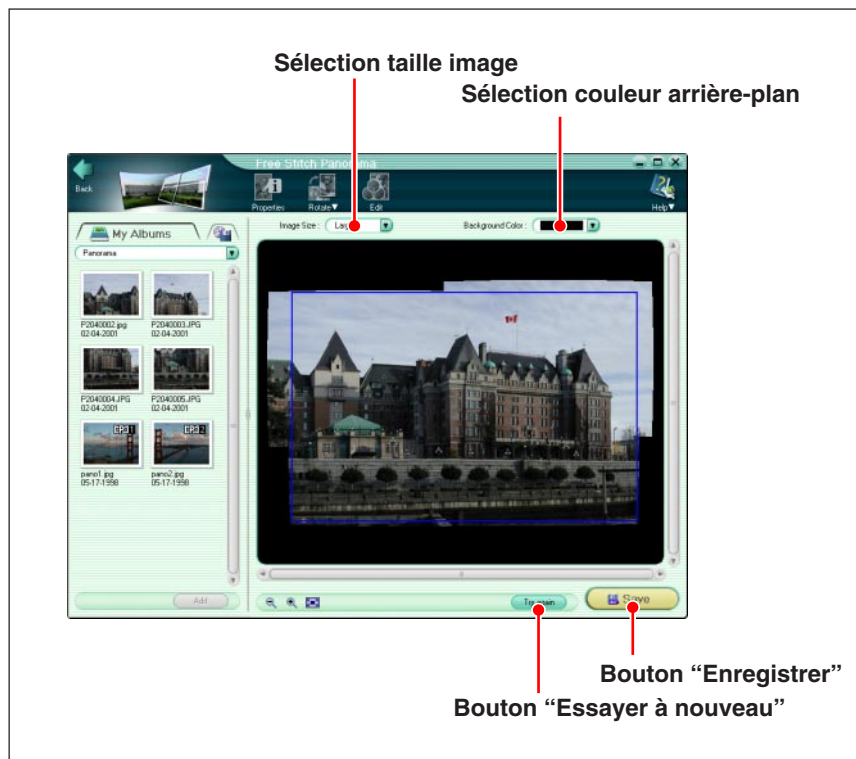 Sélection taille image
Sélection couleur arrière-plan
Free Stitch Panorama
Back
Properties
Rotate▼
Edit
Help▼
My Albums
Image Size :
Background Color :
Panorama
P2040002.jpg
02-04-2001
P2040003.JPG
02-04-2001
P2040004.JPG
02-04-2001
P2040005.JPG
02-04-2001
pano1.jpg
05-17-1998
pano2.jpg
05-17-1998
Add
Save
Bouton “Enregistrer”
Bouton “Essayer à nouveau”